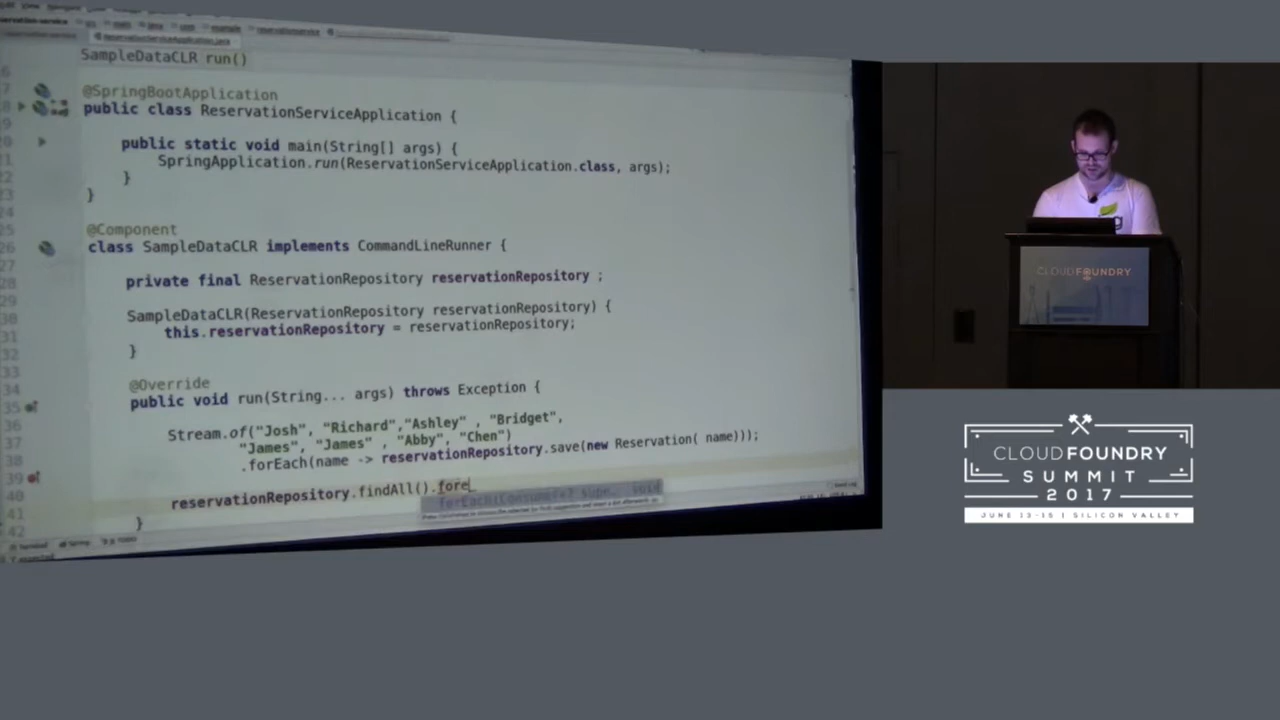 SampleDataCLR run()
@SpringBootApplication
public class ReservationServiceApplication {
public static void main(String[] args) {
SpringApplication.run(ReservationServiceApplication.class, args);
}
}
@Component
class SampleDataCLR implements CommandLineRunner {
private final ReservationRepository reservationRepository ;
SampleDataCLR(ReservationRepository reservationRepository) {
this.reservationRepository = reservationRepository;
}
@Override
public void run(String... args) throws Exception {
Stream.of("Josh", "Richard","Ashley" , "Bridget",
"James", "James" , "Abby", "Chen")
.forEach(name -> reservationRepository.save(new Reservation( name)));
reservationRepository.findAll().fore
}
CLOUDFOUNDRY
CLOUDFOUNDRY
SUMMIT
2017
JUNE 13-15 | SILICON VALLEY